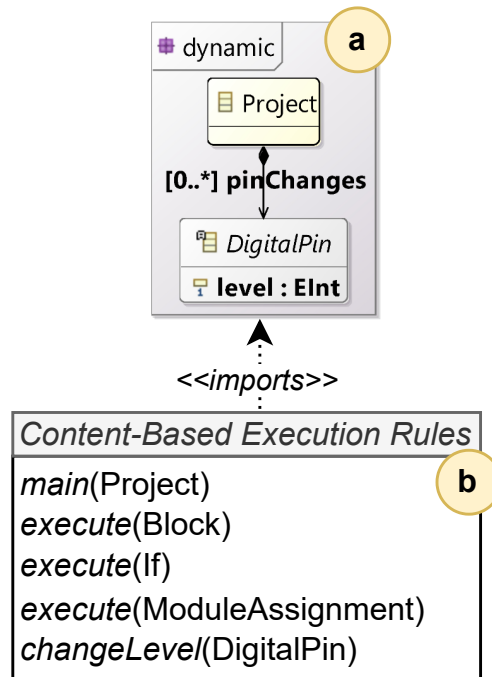 dynamic
a
Project
[0..*] pinChanges
DigitalPin
level : EInt
<<imports>>
Content-Based Execution Rules
b
main(Project)
execute(Block)
execute(If)
execute(ModuleAssignment)
changeLevel(DigitalPin)